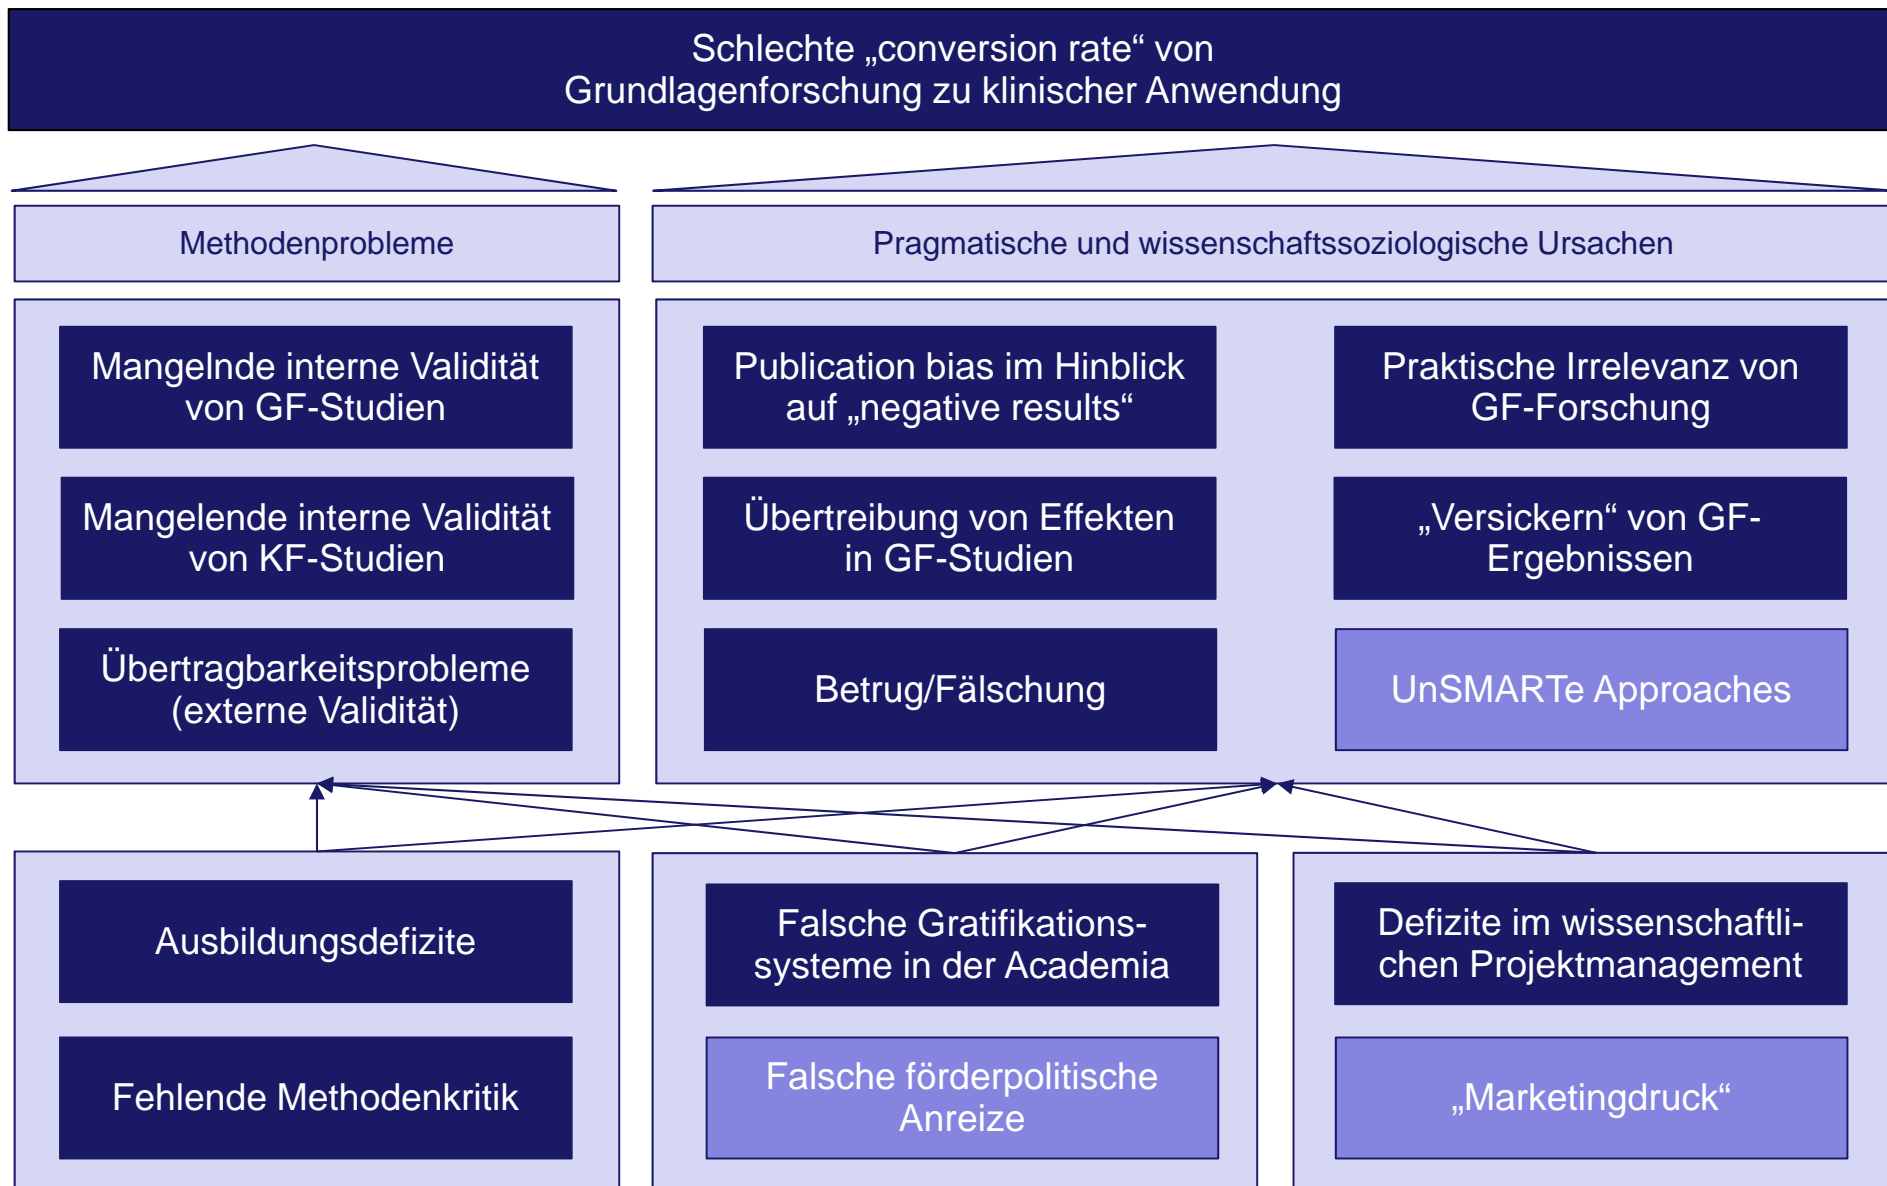 Schlechte „conversion rate“ von
Grundlagenforschung zu klinischer Anwendung
Methodenprobleme
Pragmatische und wissenschaftssoziologische Ursachen
Mangelnde interne Validität
von GF-Studien
Mangelende interne Validität
von KF-Studien
Übertragbarkeitsprobleme
(externe Validität)
Publication bias im Hinblick
auf „negative results“
Übertreibung von Effekten
in GF-Studien
Betrug/Fälschung
Praktische Irrelevanz von
GF-Forschung
„Versickern“ von GF-
Ergebnissen
UnSMARTe Approaches
Ausbildungsdefizite
Fehlende Methodenkritik
Falsche Gratifikations-
systeme in der Academia
Falsche förderpolitische
Anreize
Defizite im wissenschaftli-
chen Projektmanagement
„Marketingdruck“